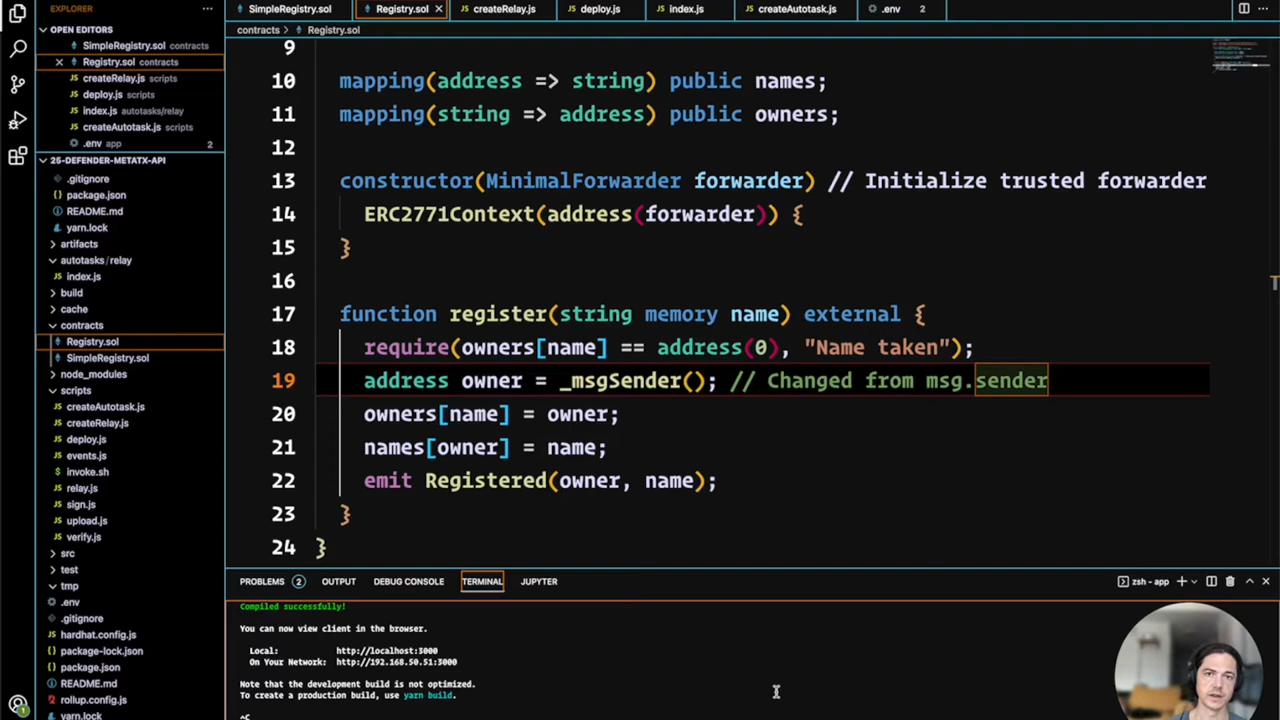 EXPLORER
···
OPEN EDITORS
SimpleRegistry.sol contracts
Registry.sol contracts
createRelay.js scripts
deploy.js scripts
index.js autotasks/relay
createAutotask.js scripts
.env app 2
25-DEFENDER-METATX-API
.gitignore
package.json
README.md
yarn.lock
artifacts
autotasks / relay
index.js
build
cache
contracts
Registry.sol
SimpleRegistry.sol
node_modules
scripts
createAutotask.js
createRelay.js
deploy.js
events.js
invoke.sh
relay.js
sign.js
upload.js
verify.js
src
test
tmp
.env
.gitignore
hardhat.config.js
package-lock.json
package.json
README.md
rollup.config.js
yarn.lock
SimpleRegistry.sol
Registry.sol
createRelay.js
deploy.js
index.js
createAutotask.js
.env 2
contracts > Registry.sol
9
10 mapping(address => string) public names;
11 mapping(string => address) public owners;
12
13 constructor(MinimalForwarder forwarder) // Initialize trusted forwarder
14 ERC2771Context(address(forwarder)) {
15 }
16
17 function register(string memory name) external {
18 require(owners[name] == address(0), "Name taken");
19 address owner = _msgSender(); // Changed from msg.sender
20 owners[name] = owner;
21 names[owner] = name;
22 emit Registered(owner, name);
23 }
24 }
PROBLEMS 2 OUTPUT DEBUG CONSOLE TERMINAL JUPYTER
zsh - app
Compiled successfully!
You can now view client in the browser.
Local: http://localhost:3000
On Your Network: http://192.168.50.51:3000
Note that the development build is not optimized.
To create a production build, use yarn build.
^C